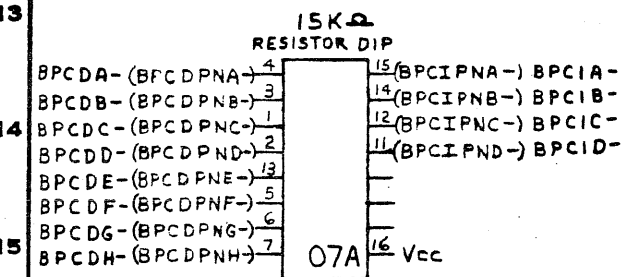 13
15KΩ
RESISTOR DIP
BPCDA-(BPCDPNA-) 4 15 (BPCIPNA-) BPCIA-
BPCDB-(BPCDPNB-) 3 14 (BPCIPNB-) BPCIB-
14 BPCDC-(BPCDPNC-) 1 12 (BPCIPNC-) BPCIC-
BPCDD-(BPCDPND-) 2 11 (BPCIPND-) BPCID-
BPCDE-(BPCDPNE-) 13
BPCDF-(BPCDPNF-) 5
BPCDG-(BPCDPNG-) 6
15 BPCDH-(BPCDPNH-) 7 07A 16 Vcc